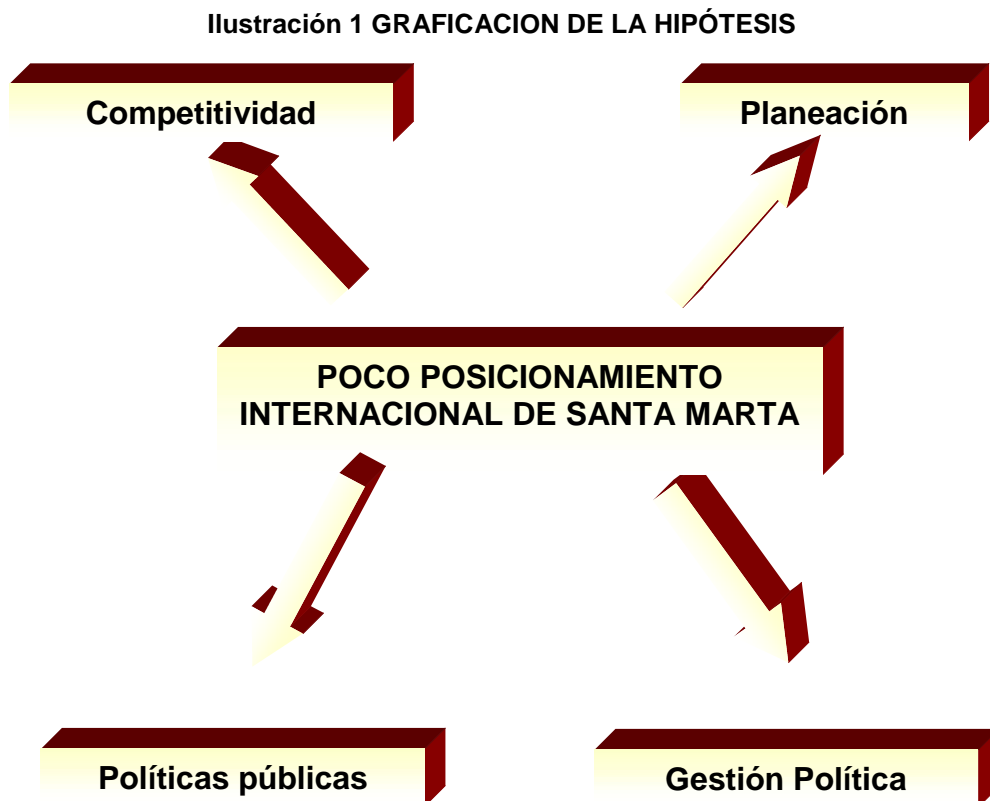 Ilustración 1 GRAFICACION DE LA HIPÓTESIS
Competitividad
Planeación
POCO POSICIONAMIENTO
INTERNACIONAL DE SANTA MARTA
Políticas públicas
Gestión Política